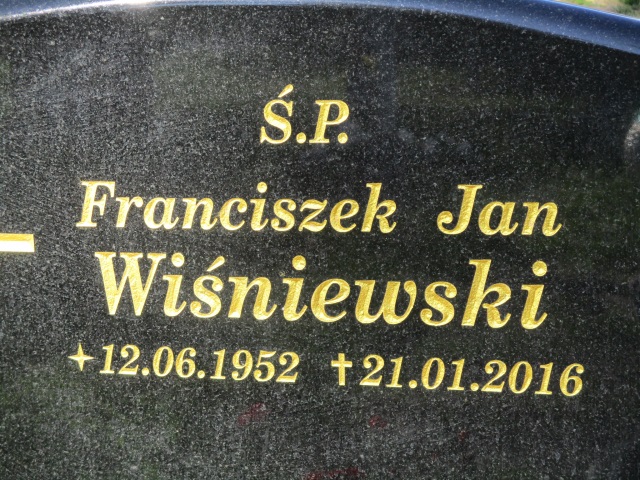 Ś.P.
Franciszek Jan
Wiśniewski
✦12.06.1952 ✝21.01.2016